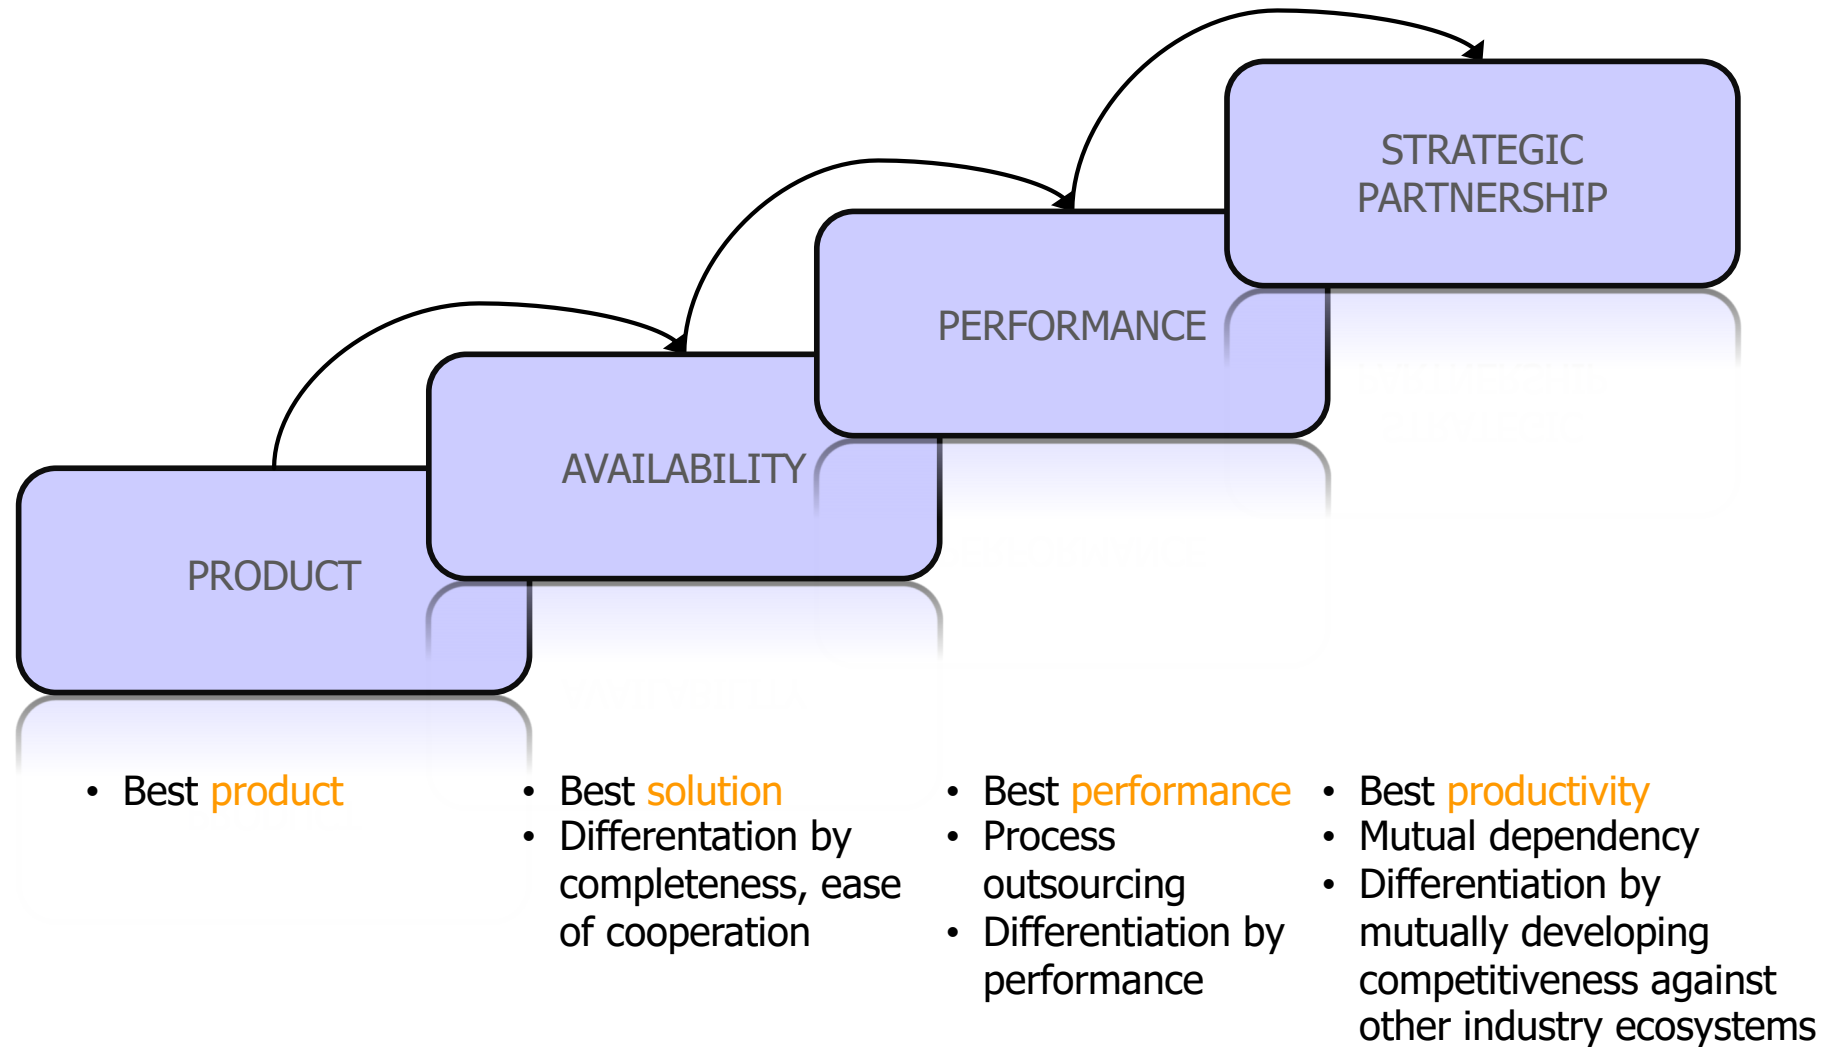 STRATEGIC
PARTNERSHIP
PERFORMANCE
AVAILABILITY
PRODUCT
• Best product
• Best solution
• Differentation by
completeness, ease
of cooperation
• Best performance
• Process
outsourcing
• Differentiation by
performance
• Best productivity
• Mutual dependency
• Differentiation by
mutually developing
competitiveness against
other industry ecosystems